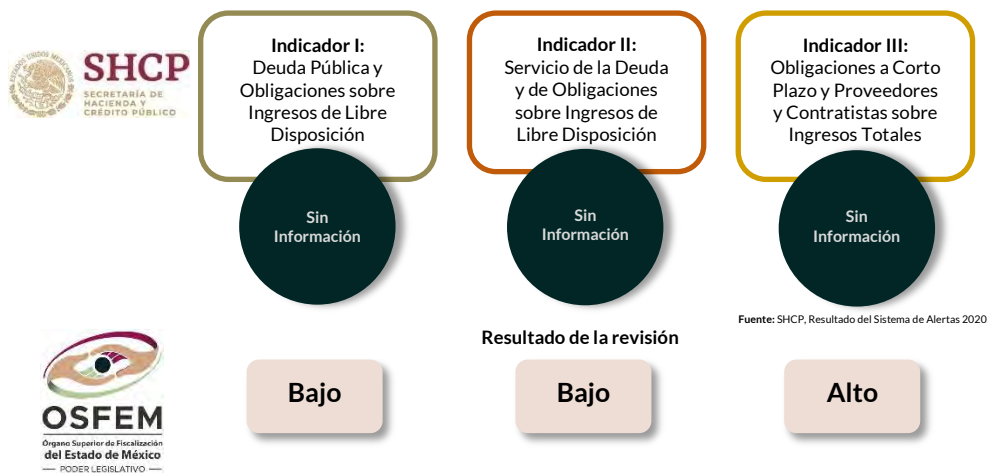 SHCP
SECRETARÍA DE
HACIENDA Y
CRÉDITO PÚBLICO
Indicador I:
Deuda Pública y
Obligaciones sobre
Ingresos de Libre
Disposición
Indicador II:
Servicio de la Deuda
y de Obligaciones
sobre Ingresos de
Libre Disposición
Indicador III:
Obligaciones a Corto
Plazo y Proveedores
y Contratistas sobre
Ingresos Totales
Sin
Información
Sin
Información
Sin
Información
Fuente: SHCP, Resultado del Sistema de Alertas 2020
Resultado de la revisión
OSFEM
Órgano Superior de Fiscalización
del Estado de México
PODER LEGISLATIVO
Bajo
Bajo
Alto